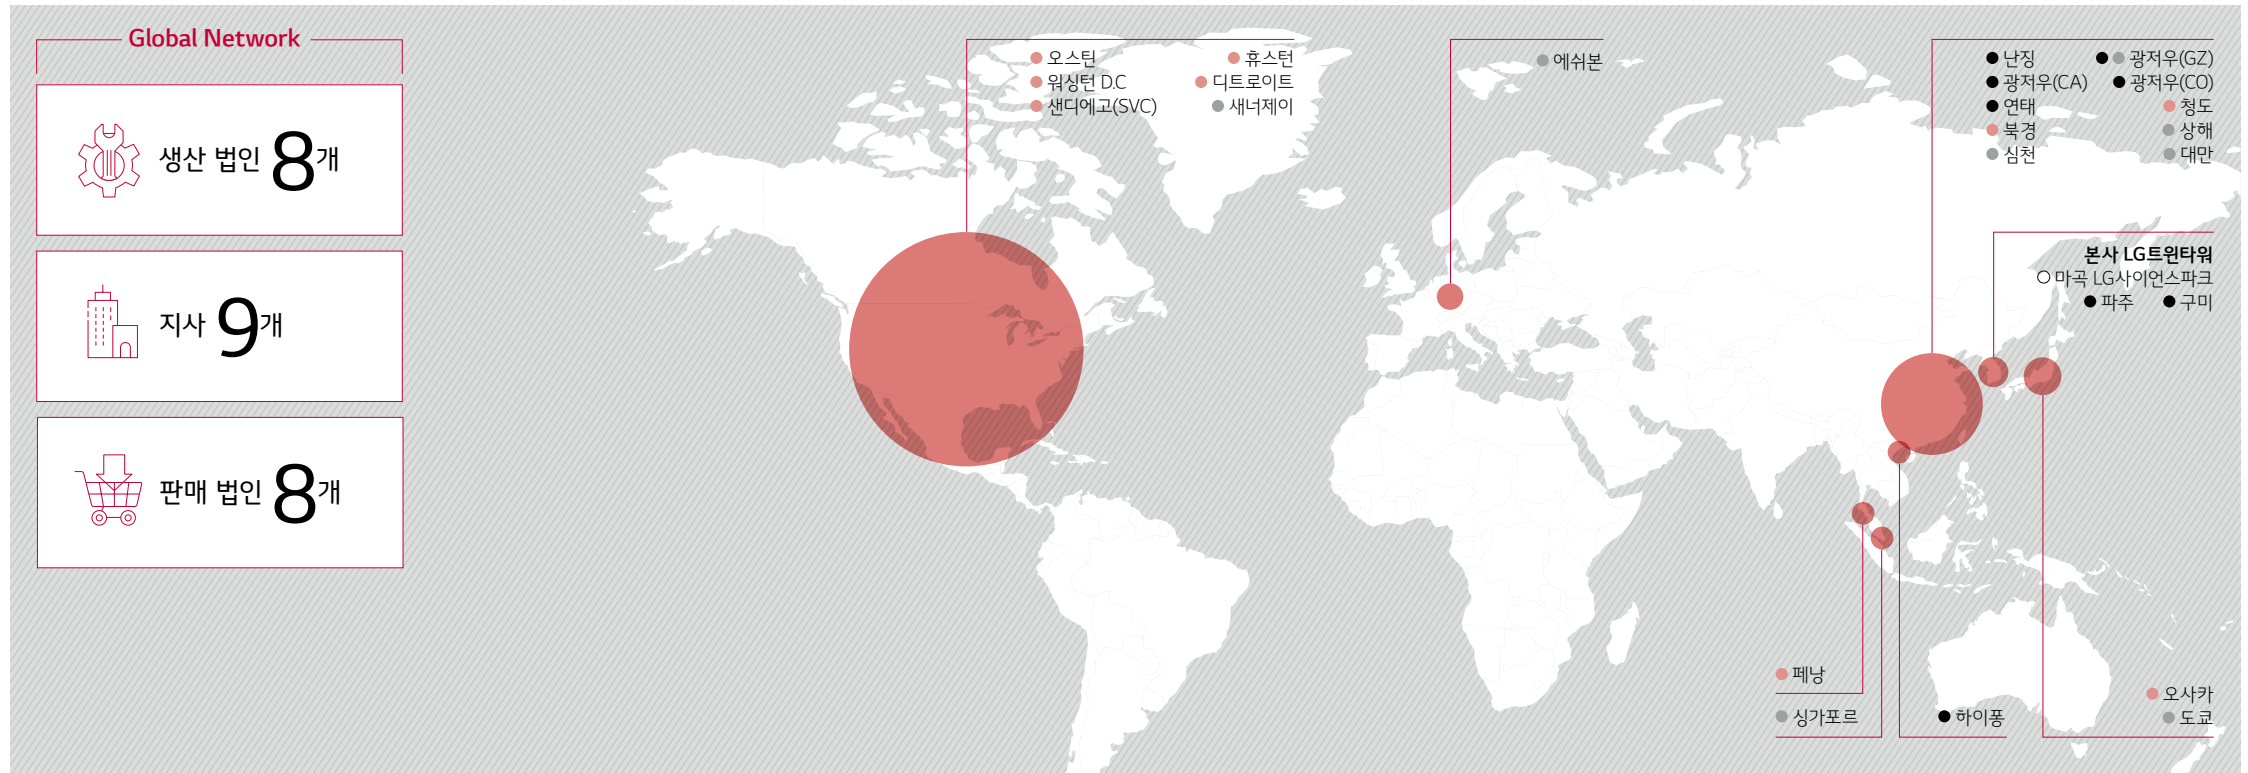 Global Network
생산 법인 8개
지사 9개
판매 법인 8개
오스틴 휴스턴
워싱턴 D.C 디트로이트
샌디에고(SVC) 새너제이
에쉬본
난징 광저우(GZ)
광저우(CA) 광저우(CO)
연태 청도
북경 상해
심천 대만
본사 LG트윈타워
마곡 LG사이언스파크
파주 구미
페낭
싱가포르
하이퐁
오사카
도쿄